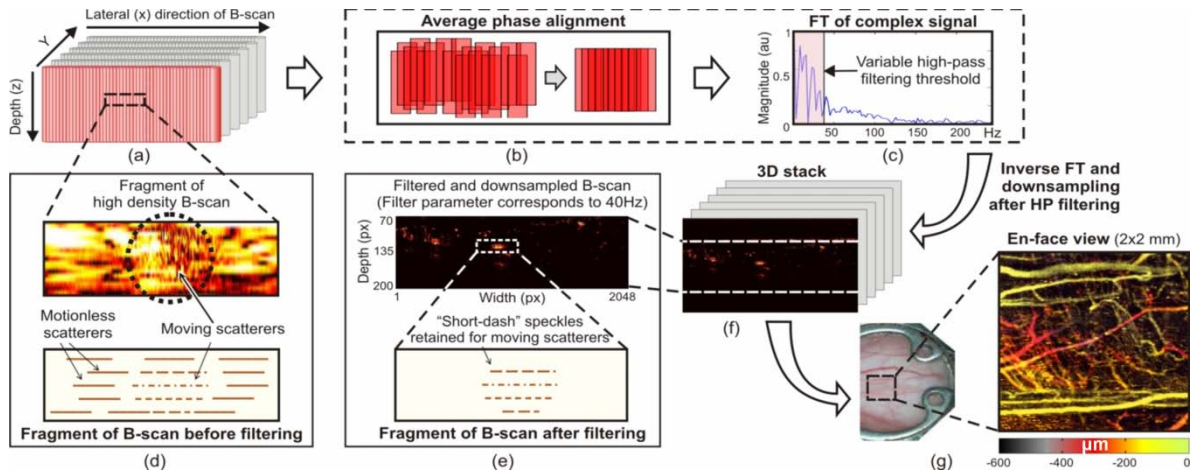 Lateral (x) direction of B-scan
Y
Depth (z)
(a)
Average phase alignment
(b)
FT of complex signal
Magnitude (au)
1
0.5
0
Variable high-pass
filtering threshold
50
100
150
200
Hz
(c)
Inverse FT and
downsampling
after HP filtering
Fragment of
high density B-scan
Motionless
scatterers
Moving scatterers
Fragment of B-scan before filtering
(d)
Filtered and downsampled B-scan
(Filter parameter corresponds to 40Hz)
Depth (px)
70
135
200
1
Width (px)
2048
"Short-dash" speckles
retained for moving scatterers
Fragment of B-scan after filtering
(e)
3D stack
(f)
En-face view (2x2 mm)
µm
-600
-400
-200
0
(g)